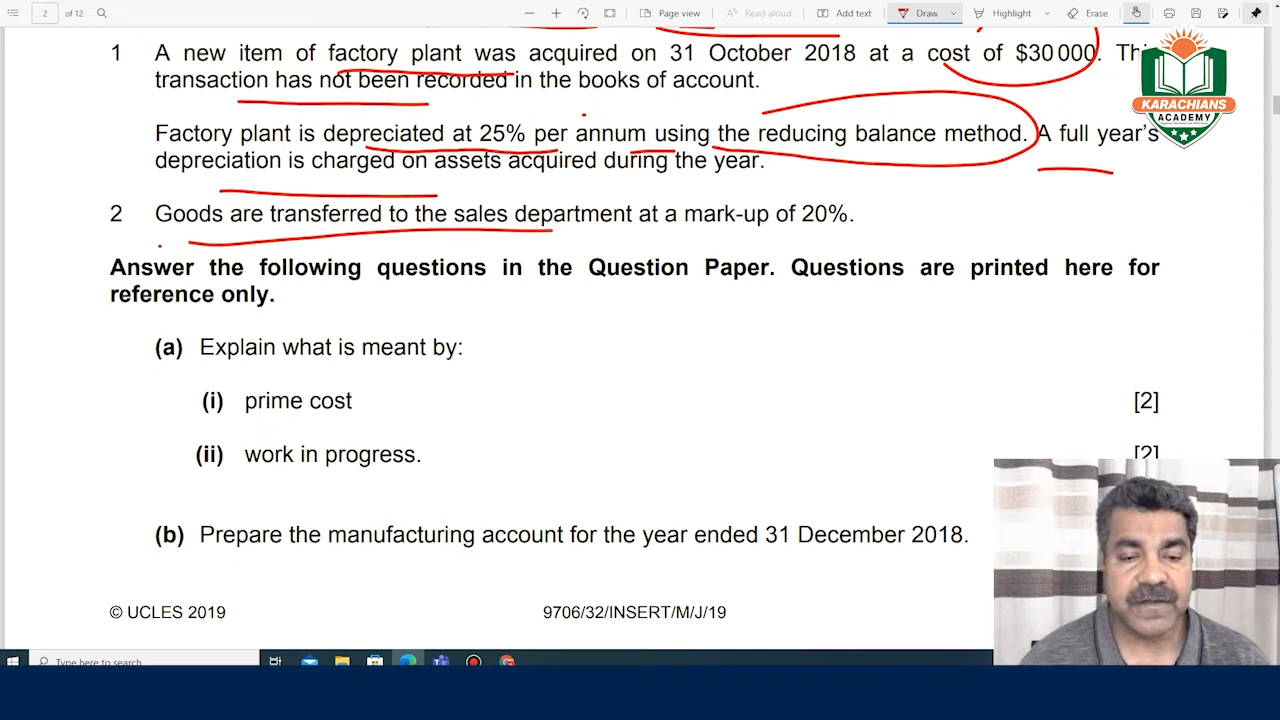 2 of 12 Page view Read aloud Add text Draw Highlight Erase
1 A new item of factory plant was acquired on 31 October 2018 at a cost of $30 000. Thi
transaction has not been recorded in the books of account.
KARACHIANS
ACADEMY
Factory plant is depreciated at 25% per annum using the reducing balance method. A full year's
depreciation is charged on assets acquired during the year.
2 Goods are transferred to the sales department at a mark-up of 20%.
Answer the following questions in the Question Paper. Questions are printed here for
reference only.
(a) Explain what is meant by:
(i) prime cost [2]
(ii) work in progress. [2]
(b) Prepare the manufacturing account for the year ended 31 December 2018.
© UCLES 2019 9706/32/INSERT/M/J/19
Type here to search